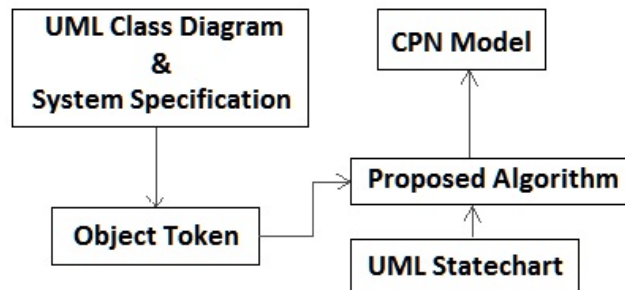 UML Class Diagram
&
System Specification
CPN Model
Proposed Algorithm
Object Token
UML Statechart